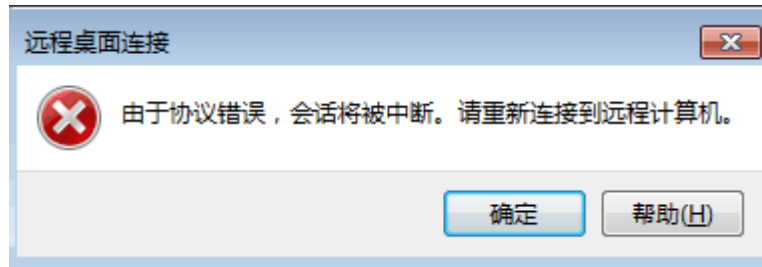 远程桌面连接
由于协议错误，会话将被中断。请重新连接到远程计算机。
确定
帮助(H)